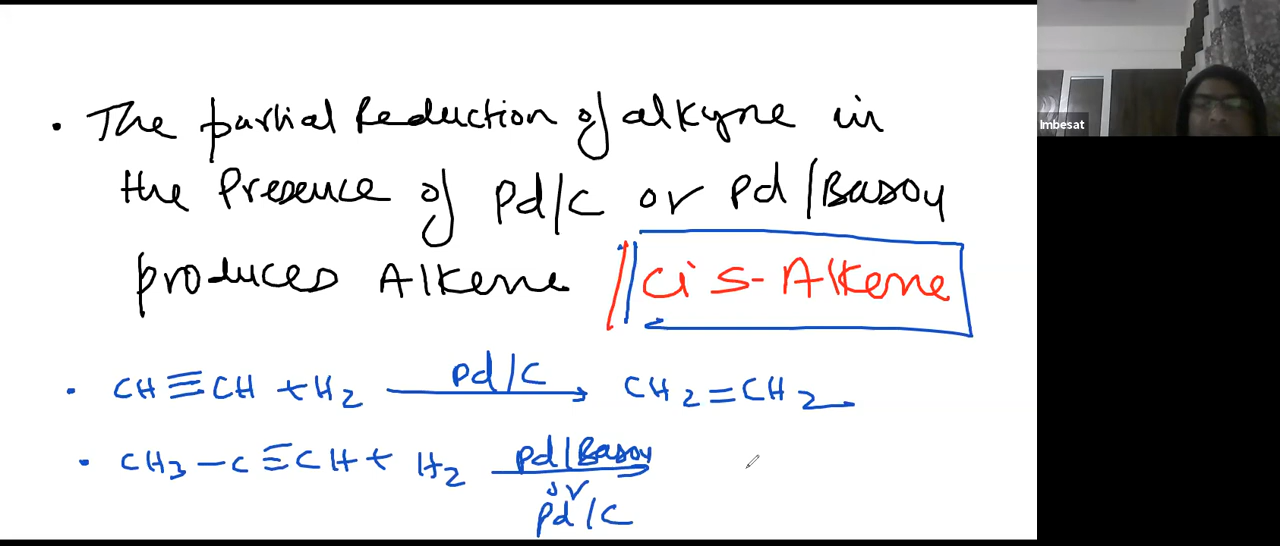 • The partial Reduction of alkyne in
the Presence of Pd/C or Pd/BaSO4
produces Alkene // Cis-Alkene
• CH≡CH + H2 Pd/C CH2=CH2
• CH3-C≡CH + H2 Pd/BaSO4
or
Pd/C
Imbesat